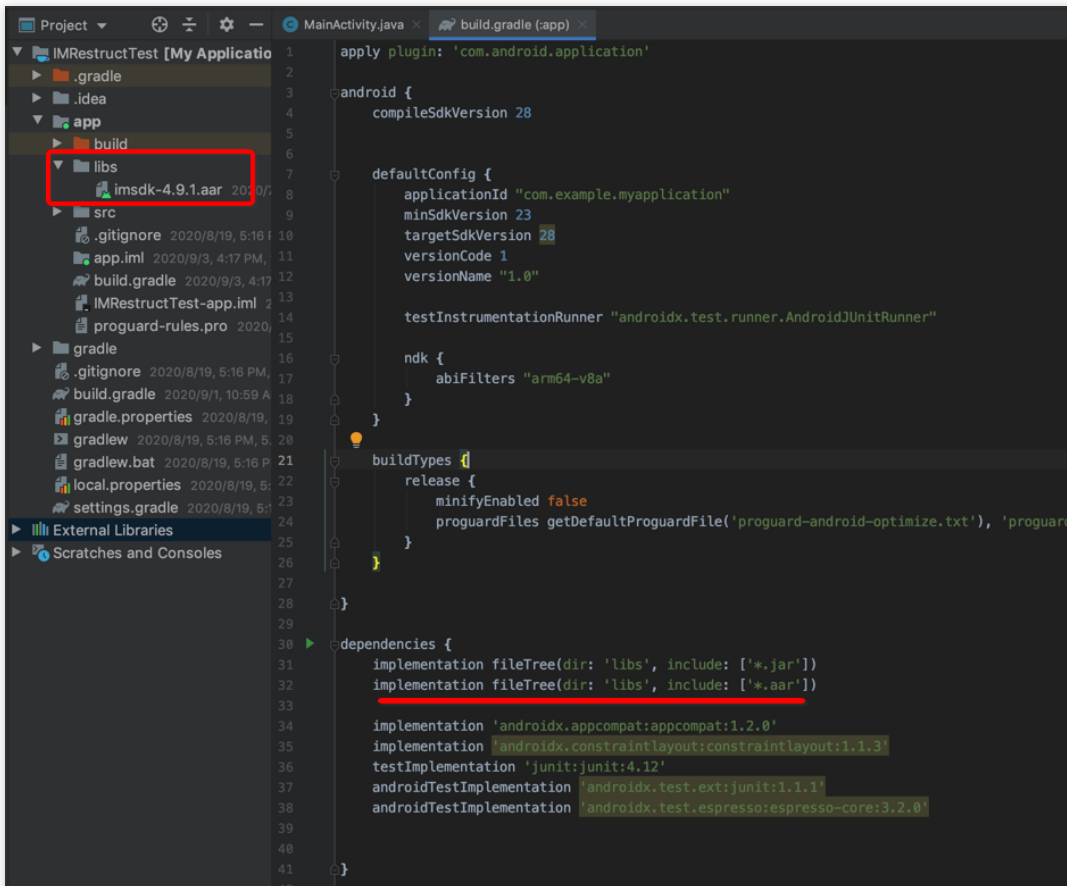 Project
MainActivity.java
build.gradle (:app)
IMRestructTest [My Applicatio
.gradle
.idea
app
build
libs
imsdk-4.9.1.aar 2020/
src
.gitignore 2020/8/19, 5:16
app.iml 2020/9/3, 4:17 PM,
build.gradle 2020/9/3, 4:17
IMRestructTest-app.iml 2
proguard-rules.pro 2020/
gradle
.gitignore 2020/8/19, 5:16 PM,
build.gradle 2020/9/1, 10:59 A
gradle.properties 2020/8/19,
gradlew 2020/8/19, 5:16 PM, 5.
gradlew.bat 2020/8/19, 5:16 P
local.properties 2020/8/19, 5:
settings.gradle 2020/8/19, 5:1
External Libraries
Scratches and Consoles
1 apply plugin: 'com.android.application'
2
3 android {
4 compileSdkVersion 28
5
6
7 defaultConfig {
8 applicationId "com.example.myapplication"
9 minSdkVersion 23
10 targetSdkVersion 28
11 versionCode 1
12 versionName "1.0"
13
14 testInstrumentationRunner "androidx.test.runner.AndroidJUnitRunner"
15
16 ndk {
17 abiFilters "arm64-v8a"
18 }
19 }
20
21 buildTypes {
22 release {
23 minifyEnabled false
24 proguardFiles getDefaultProguardFile('proguard-android-optimize.txt'), 'proguard
25 }
26 }
27
28 }
29
30 dependencies {
31 implementation fileTree(dir: 'libs', include: ['*.jar'])
32 implementation fileTree(dir: 'libs', include: ['*.aar'])
33
34 implementation 'androidx.appcompat:appcompat:1.2.0'
35 implementation 'androidx.constraintlayout:constraintlayout:1.1.3'
36 testImplementation 'junit:junit:4.12'
37 androidTestImplementation 'androidx.test.ext:junit:1.1.1'
38 androidTestImplementation 'androidx.test.espresso:espresso-core:3.2.0'
39
40
41 }